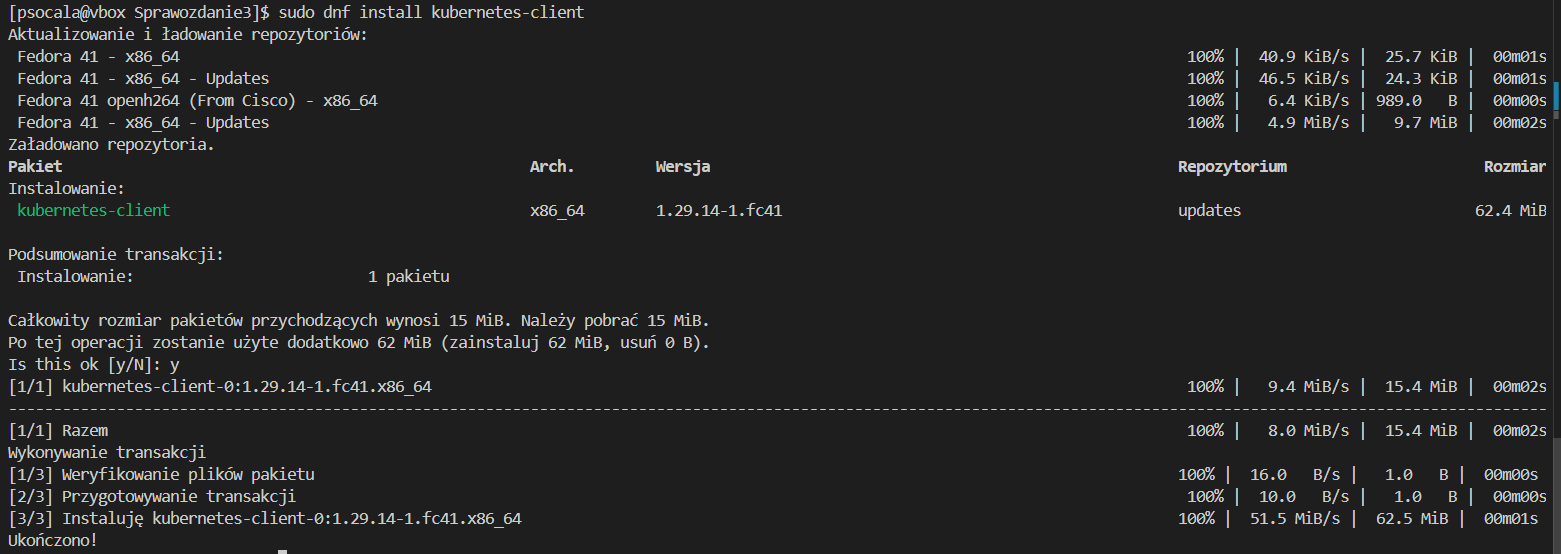 [psocala@vbox Sprawozdanie3]$ sudo dnf install kubernetes-client
Aktualizowanie i ładowanie repozytoriów:
 Fedora 41 - x86_64 100% | 40.9 KiB/s | 25.7 KiB | 00m01s
 Fedora 41 - x86_64 - Updates 100% | 46.5 KiB/s | 24.3 KiB | 00m01s
 Fedora 41 openh264 (From Cisco) - x86_64 100% | 6.4 KiB/s | 989.0 B | 00m00s
 Fedora 41 - x86_64 - Updates 100% | 4.9 MiB/s | 9.7 MiB | 00m02s
Załadowano repozytoria.
Pakiet Arch. Wersja Repozytorium Rozmiar
Instalowanie:
 kubernetes-client x86_64 1.29.14-1.fc41 updates 62.4 MiB
Podsumowanie transakcji:
 Instalowanie: 1 pakietu
Całkowity rozmiar pakietów przychodzących wynosi 15 MiB. Należy pobrać 15 MiB.
Po tej operacji zostanie użyte dodatkowo 62 MiB (zainstaluj 62 MiB, usuń 0 B).
Is this ok [y/N]: y
[1/1] kubernetes-client-0:1.29.14-1.fc41.x86_64 100% | 9.4 MiB/s | 15.4 MiB | 00m02s
--------------------------------------------------------------------------------
[1/1] Razem 100% | 8.0 MiB/s | 15.4 MiB | 00m02s
Wykonywanie transakcji
[1/3] Weryfikowanie plików pakietu 100% | 16.0 B/s | 1.0 B | 00m00s
[2/3] Przygotowywanie transakcji 100% | 10.0 B/s | 1.0 B | 00m00s
[3/3] Instaluję kubernetes-client-0:1.29.14-1.fc41.x86_64 100% | 51.5 MiB/s | 62.5 MiB | 00m01s
Ukończono!